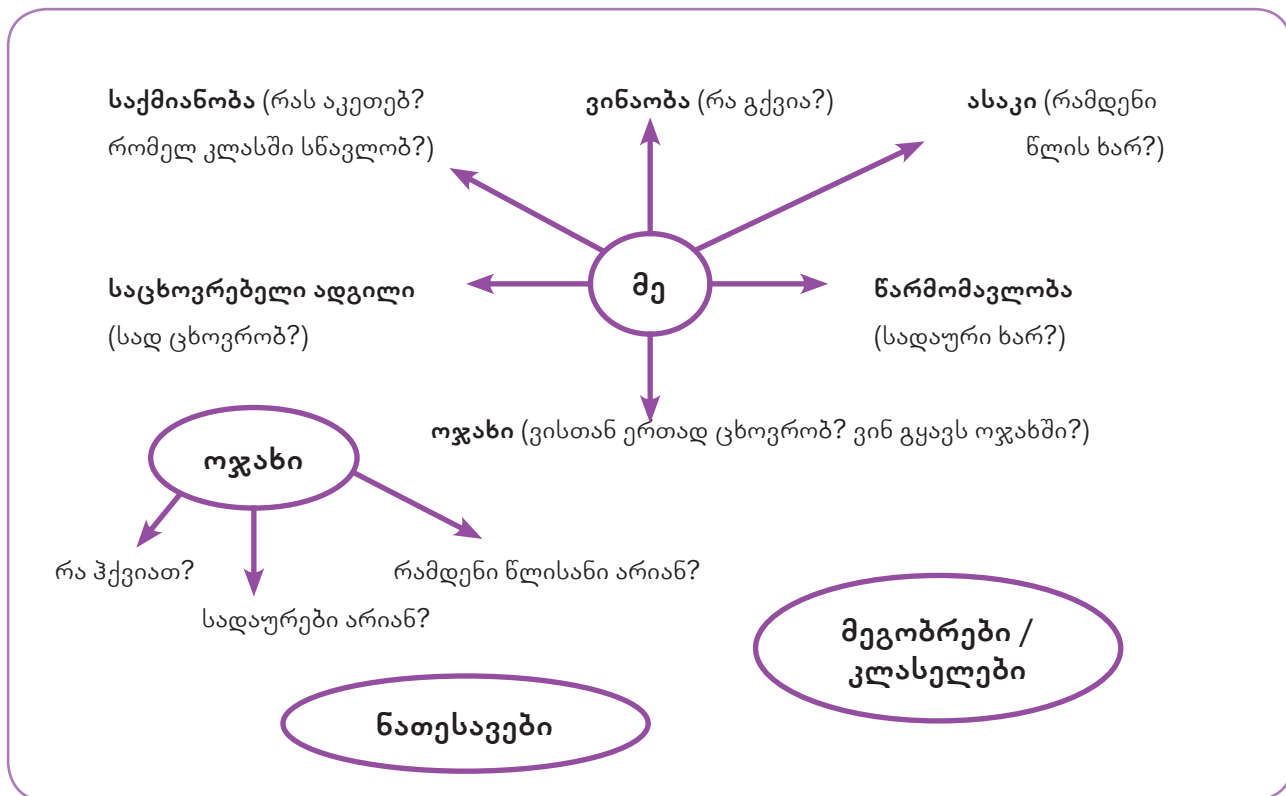 საქმიანობა (რას აკეთებ?
რომელ კლასში სწავლობ?)
ვინაობა (რა გქვია?)
ასაკი (რამდენი
წლის ხარ?)
მე
საცხოვრებელი ადგილი
(სად ცხოვრობ?)
წარმომავლობა
(სადაური ხარ?)
ოჯახი (ვისთან ერთად ცხოვრობ? ვინ გყავს ოჯახში?)
ოჯახი
რა ჰქვიათ?
რამდენი წლისანი არიან?
სადაურები არიან?
მეგობრები /
კლასელები
ნათესავები